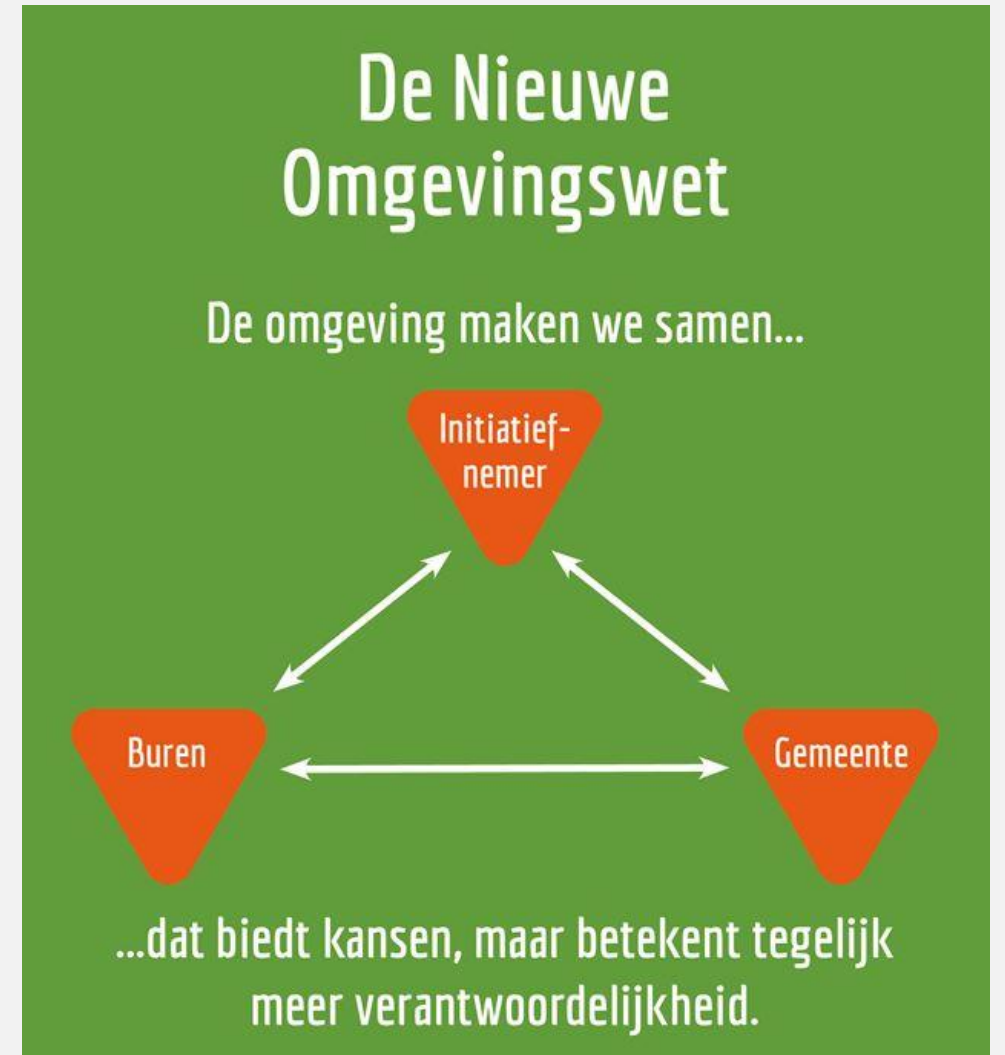 De Nieuwe
Omgevingswet
De omgeving maken we samen...
Initiatief-
nemer
Buren
Gemeente
...dat biedt kansen, maar betekent tegelijk
meer verantwoordelijkheid.